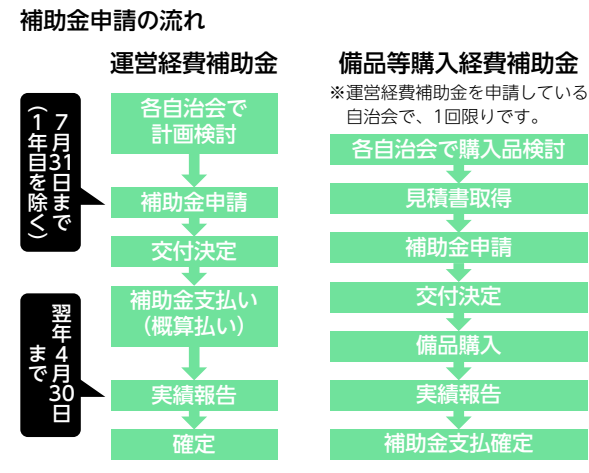 補助金申請の流れ
運営経費補助金
7月31日まで
(1年目を除く)
各自治会で
計画検討
補助金申請
交付決定
補助金支払い
(概算払い)
翌年4月30日
まで
実績報告
確定
備品等購入経費補助金
※運営経費補助金を申請している
自治会で、1回限りです。
各自治会で購入品検討
見積書取得
補助金申請
交付決定
備品購入
実績報告
補助金支払確定